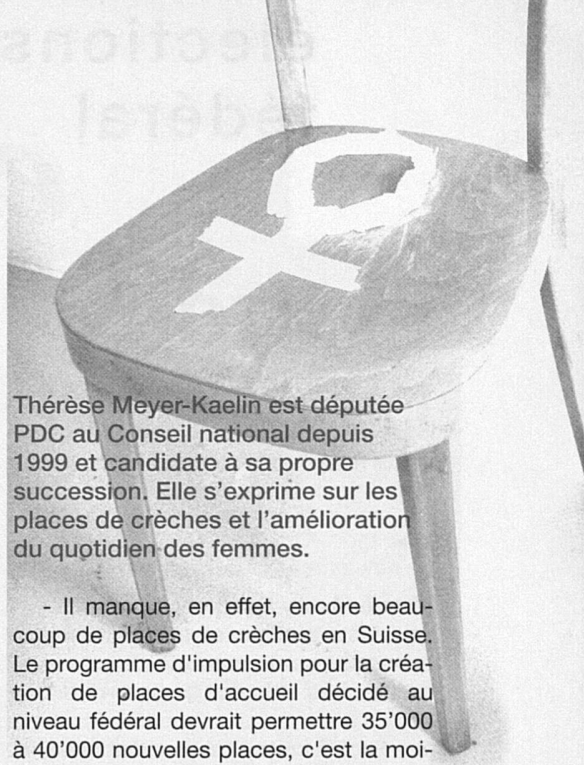 élections
fédéral
Thérèse Meyer-Kaelin est députée
PDC au Conseil national depuis
1999 et candidate à sa propre
succession. Elle s'exprime sur les
places de crèches et l'amélioration
du quotidien des femmes.
- Il manque, en effet, encore beau-
coup de places de crèches en Suisse.
Le programme d'impulsion pour la créa-
tion de places d'accueil décidé au
niveau fédéral devrait permettre 35'000
à 40'000 nouvelles places, c'est la moi-